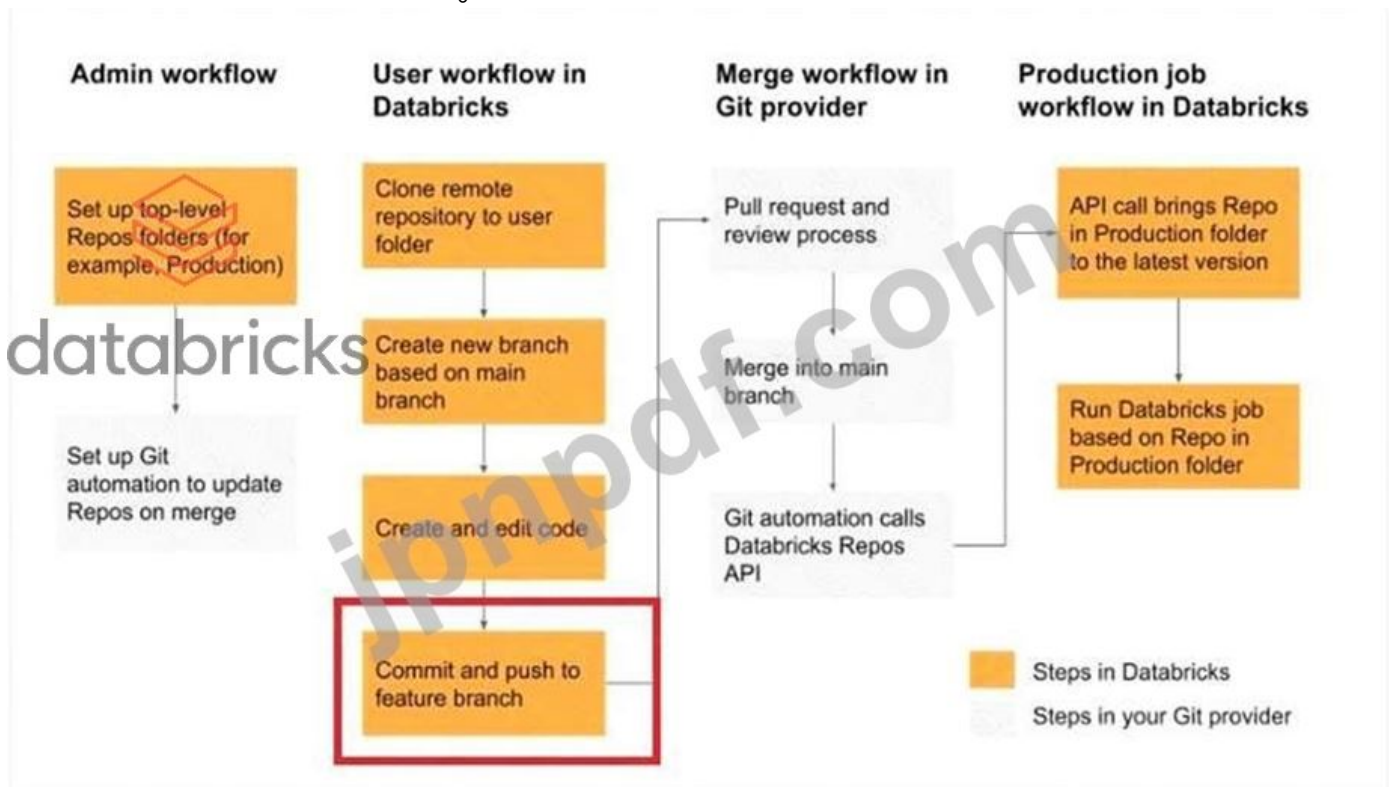 Admin workflow
Set up top-level
Repos folders (for
example, Production)
Set up Git
automation to update
Repos on merge
User workflow in
Databricks
Clone remote
repository to user
folder
Create new branch
based on main
branch
Create and edit code
Commit and push to
feature branch
Merge workflow in
Git provider
Pull request and
review process
Merge into main
branch
Git automation calls
Databricks Repos
API
Production job
workflow in Databricks
API call brings Repo
in Production folder
to the latest version
Run Databricks job
based on Repo in
Production folder
Steps in Databricks
Steps in your Git provider
databricks
jpnpdf.com